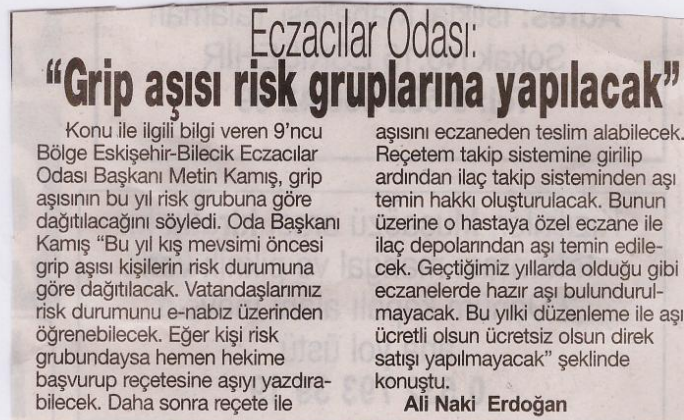 Eczacılar Odası:
“Grip aşısı risk gruplarına yapılacak”
Konu ile ilgili bilgi veren 9’ncu
Bölge Eskişehir-Bilecik Eczacılar
Odası Başkanı Metin Kamış, grip
aşısının bu yıl risk grubuna göre
dağıtılacağını söyledi. Oda Başkanı
Kamış “Bu yıl kış mevsimi öncesi
grip aşısı kişilerin risk durumuna
göre dağıtılacak. Vatandaşlarımız
risk durumunu e-nabız üzerinden
öğrenebilecek. Eğer kişi risk
grubundaysa hemen hekime
başvurup reçetesine aşıyı yazdıra-
bilecek. Daha sonra reçete ile
aşısını eczaneden teslim alabilecek.
Reçetem takip sistemine girilip
ardından ilaç takip sisteminden aşı
temin hakkı oluşturulacak. Bunun
üzerine o hastaya özel eczane ile
ilaç depolarından aşı temin edile-
cek. Geçtiğimiz yıllarda olduğu gibi
eczanelerde hazır aşı bulundurul-
mayacak. Bu yılki düzenleme ile aşı
ücretli olsun ücretsiz olsun direk
satışı yapılmayacak” şeklinde
konuştu.
Ali Naki Erdoğan